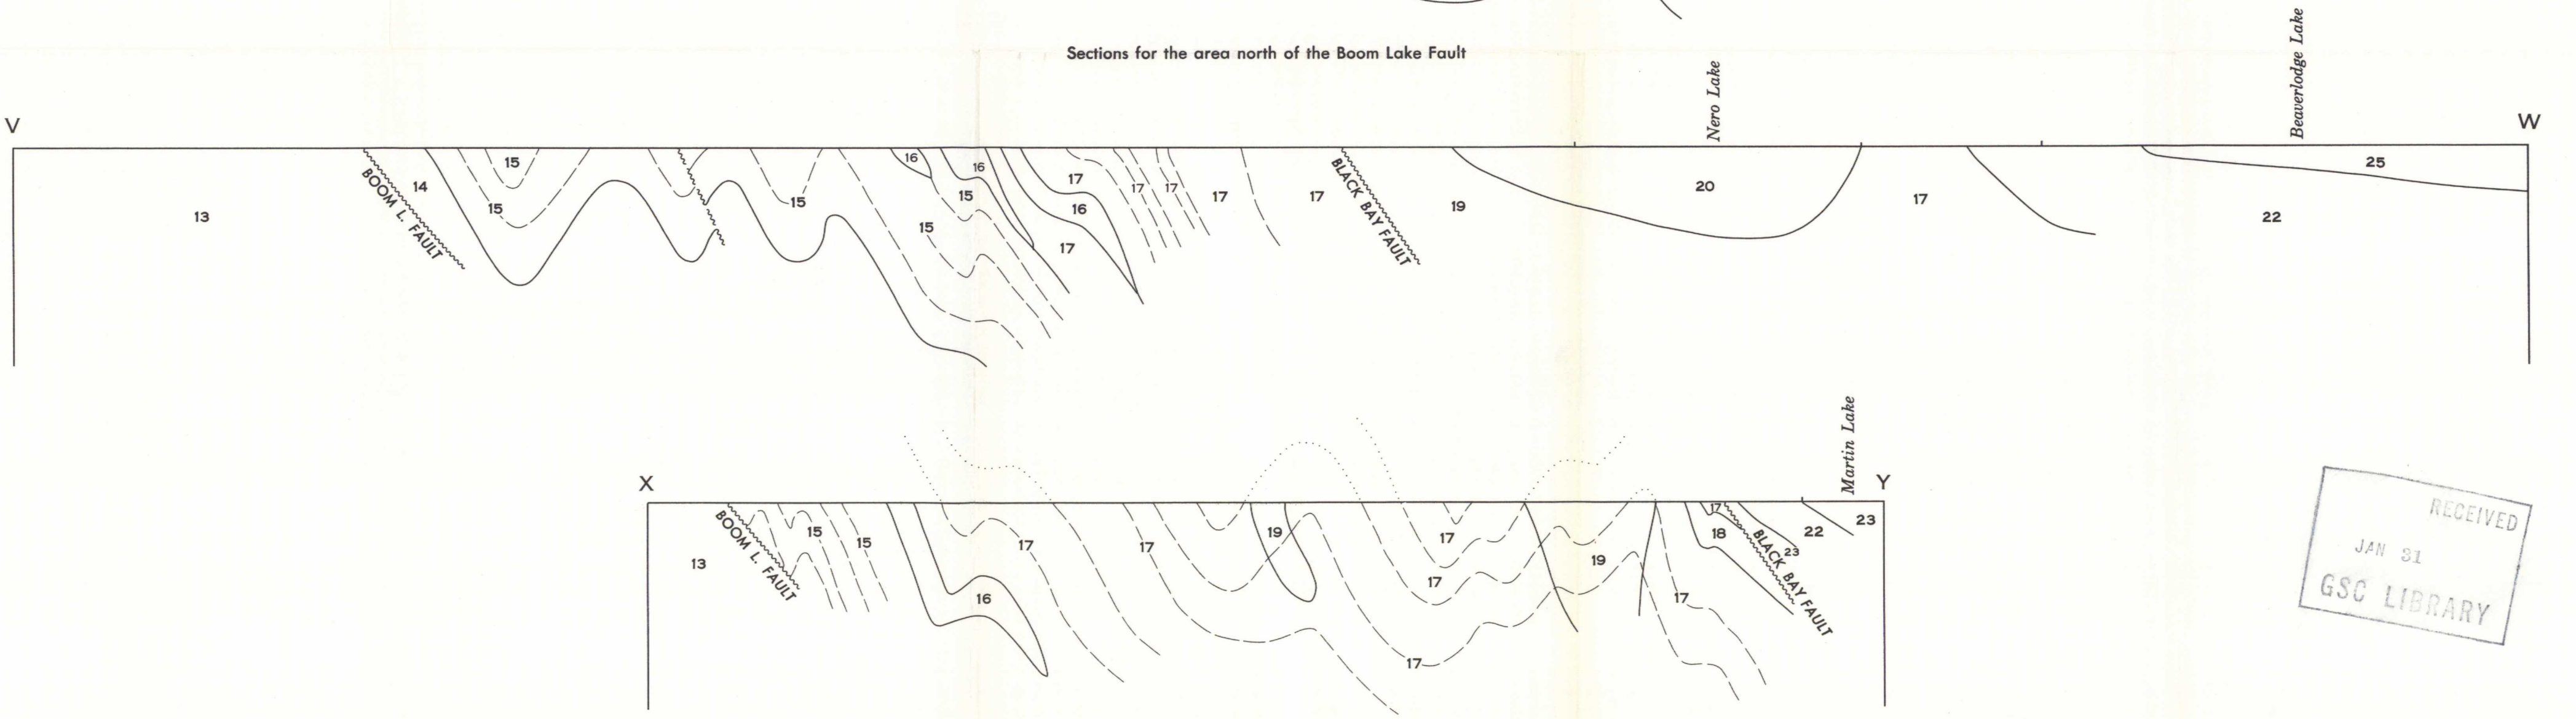 Sections for the area north of the Boom Lake Fault
Nero Lake
Beaverlodge Lake
V
W
13
BOOM L. FAULT
14
15
15
15
15
16
16
15
17
16
17
17
17
17
17
BLACK BAY FAULT
19
20
17
22
25
Martin Lake
X
Y
13
BOOM L. FAULT
15
15
16
17
17
19
17
17
17
19
17
17
18
BLACK BAY FAULT
23
22
23
RECEIVED
JAN 31
GSC LIBRARY